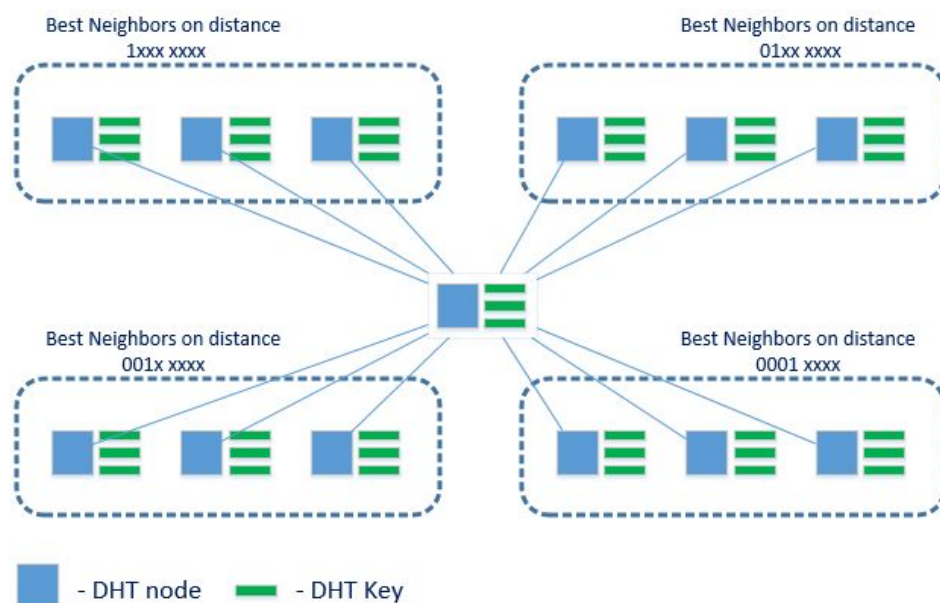 Best Neighbors on distance
1xxx xxxx
Best Neighbors on distance
01xx xxxx
Best Neighbors on distance
001x xxxx
Best Neighbors on distance
0001 xxxx
- DHT node
- DHT Key